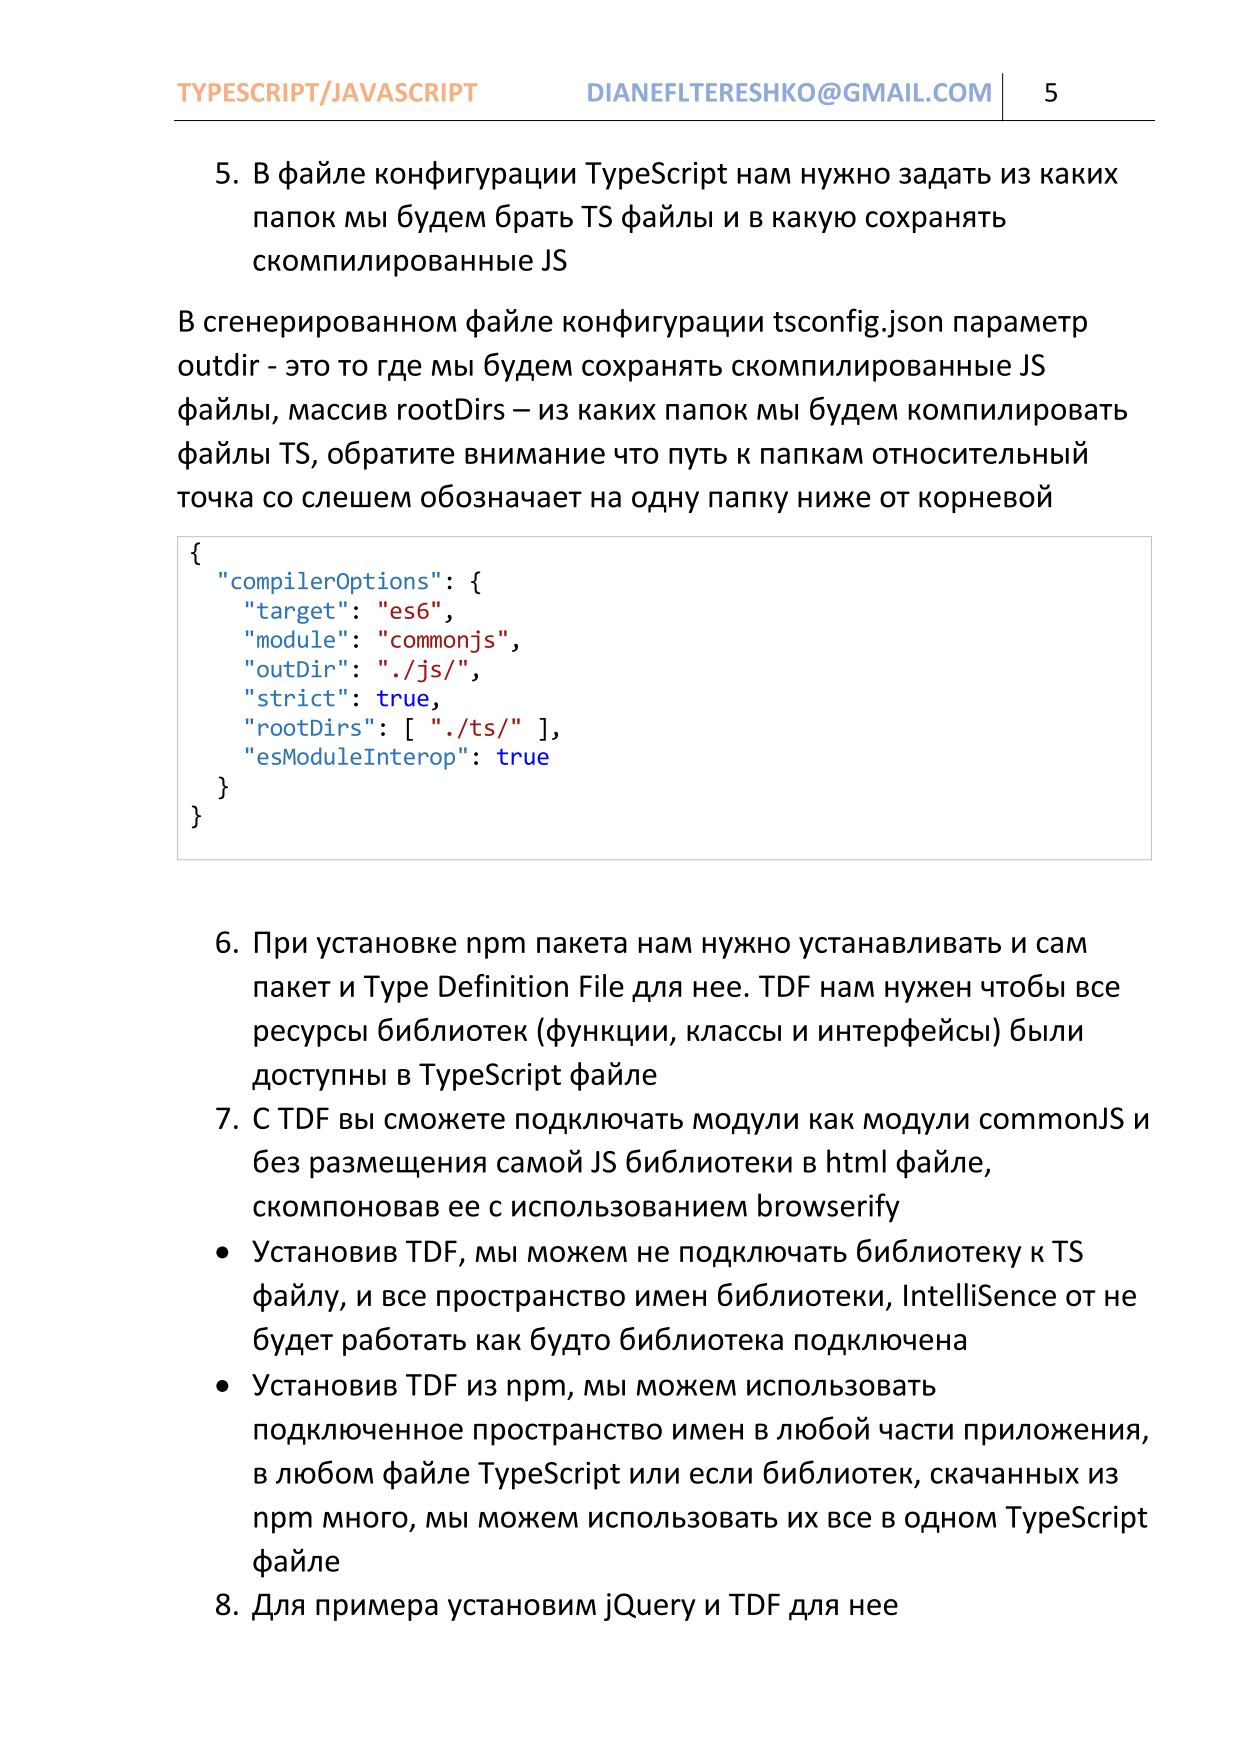 TYPESCRIPT/JAVASCRIPT DIANEFLTERESHKO@GMAIL.COM 5
5. В файле конфигурации TypeScript нам нужно задать из каких
папок мы будем брать TS файлы и в какую сохранять
скомпилированные JS
В сгенерированном файле конфигурации tsconfig.json параметр
outdir - это то где мы будем сохранять скомпилированные JS
файлы, массив rootDirs – из каких папок мы будем компилировать
файлы TS, обратите внимание что путь к папкам относительный
точка со слешем обозначает на одну папку ниже от корневой
{
  "compilerOptions": {
    "target": "es6",
    "module": "commonjs",
    "outDir": "./js/",
    "strict": true,
    "rootDirs": [ "./ts/" ],
    "esModuleInterop": true
  }
}
6. При установке npm пакета нам нужно устанавливать и сам
пакет и Type Definition File для нее. TDF нам нужен чтобы все
ресурсы библиотек (функции, классы и интерфейсы) были
доступны в TypeScript файле
7. С TDF вы сможете подключать модули как модули commonJS и
без размещения самой JS библиотеки в html файле,
скомпоновав ее с использованием browserify
• Установив TDF, мы можем не подключать библиотеку к TS
файлу, и все пространство имен библиотеки, IntelliSence от не
будет работать как будто библиотека подключена
• Установив TDF из npm, мы можем использовать
подключенное пространство имен в любой части приложения,
в любом файле TypeScript или если библиотек, скачанных из
npm много, мы можем использовать их все в одном TypeScript
файле
8. Для примера установим jQuery и TDF для нее